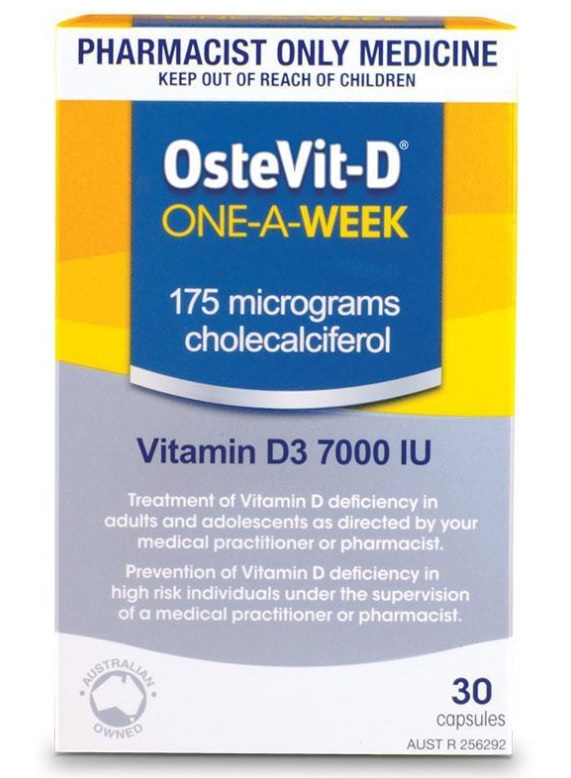 PHARMACIST ONLY MEDICINE
KEEP OUT OF REACH OF CHILDREN
OsteVit-D®
ONE-A-WEEK
175 micrograms
cholecalciferol
Vitamin D3 7000 IU
Treatment of Vitamin D deficiency in
adults and adolescents as directed by your
medical practitioner or pharmacist.
Prevention of Vitamin D deficiency in
high risk individuals under the supervision
of a medical practitioner or pharmacist.
• AUSTRALIAN •
OWNED
30
capsules
AUST R 256292